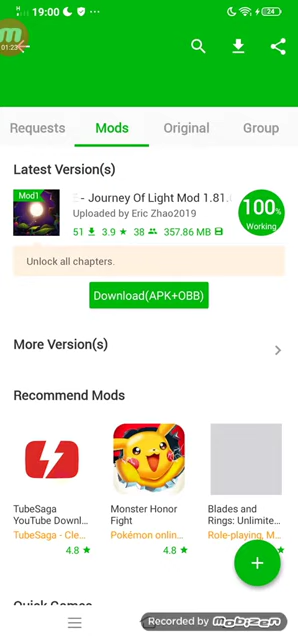 19:00
24
01:23
Requests
Mods
Original
Group
Latest Version(s)
Mod1
E - Journey Of Light Mod 1.81.
Uploaded by Eric Zhao2019
51 3.9 38 357.86 MB
100%
Working
Unlock all chapters.
Download(APK+OBB)
More Version(s)
Recommend Mods
TubeSaga
YouTube Downl...
TubeSaga - Cle...
4.8
Monster Honor
Fight
Pokémon onlin...
4.8
Blades and
Rings: Unlimite...
Role-playing, M...
Recorded by Mobizen